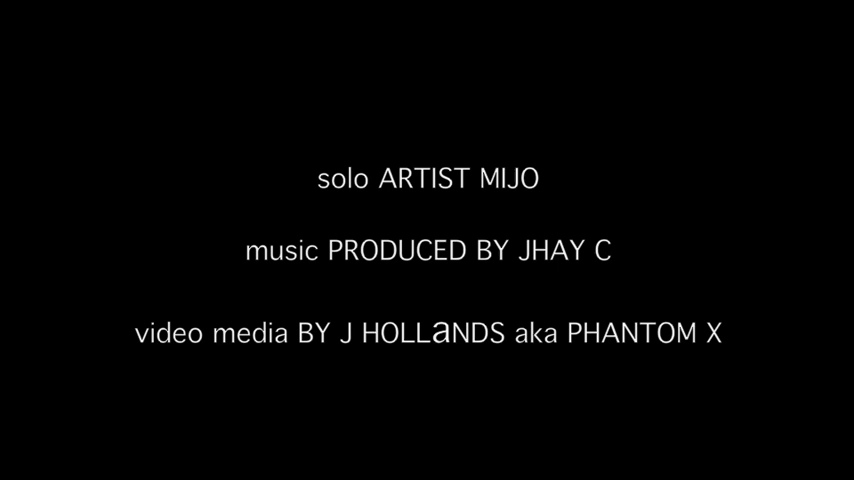 solo ARTIST MIJO
music PRODUCED BY JHAY C
video media BY J HOLLaNDS aka PHANTOM X